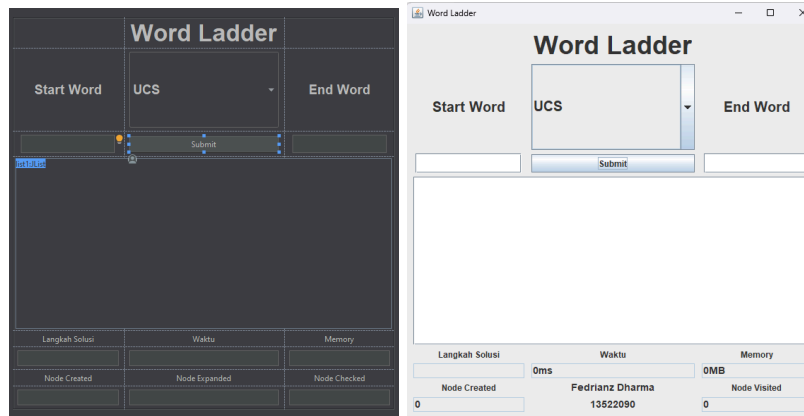 Word Ladder
Start Word
UCS
End Word
Submit
list1:JList
Langkah Solusi
Waktu
Memory
Node Created
Node Expanded
Node Checked
Word Ladder
Word Ladder
Start Word
UCS
End Word
Submit
Langkah Solusi
Waktu
Memory
0ms
0MB
Node Created
Fedrianz Dharma
Node Visited
0
13522090
0